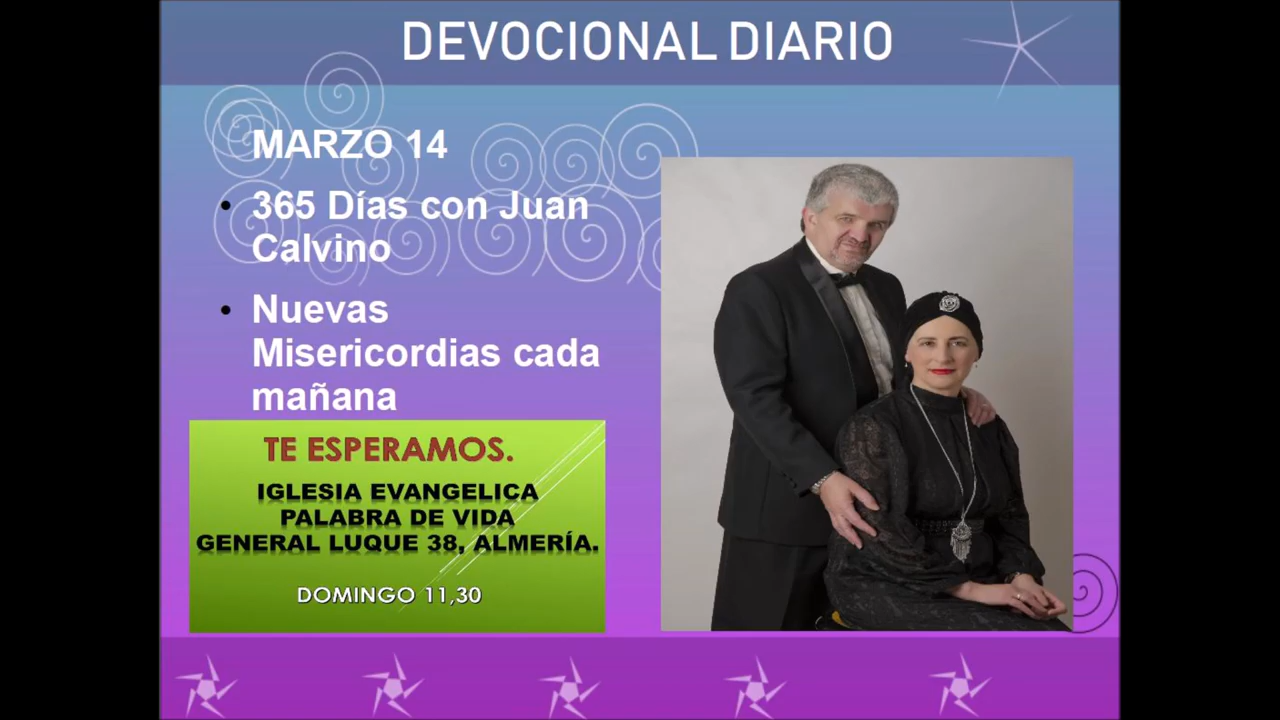 DEVOCIONAL DIARIO
MARZO 14
• 365 Días con Juan
Calvino
• Nuevas
Misericordias cada
mañana
TE ESPERAMOS.
IGLESIA EVANGELICA
PALABRA DE VIDA
GENERAL LUQUE 38, ALMERÍA.
DOMINGO 11,30